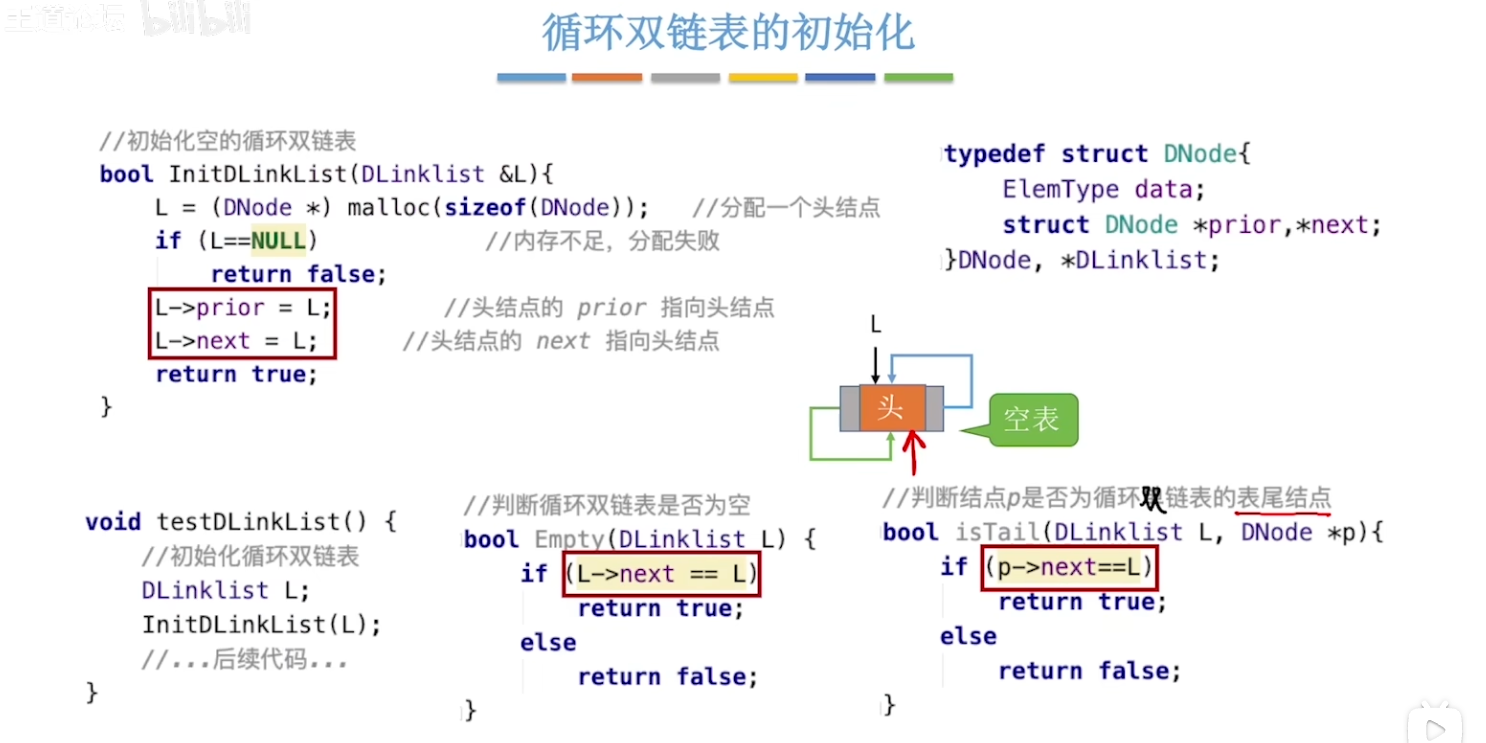 王道论坛 bilibili
循环双链表的初始化
//初始化空的循环双链表
bool InitDLinkList(DLinklist &L){
L = (DNode *) malloc(sizeof(DNode)); //分配一个头结点
if (L==NULL) //内存不足，分配失败
return false;
L->prior = L; //头结点的 prior 指向头结点
L->next = L; //头结点的 next 指向头结点
return true;
}
typedef struct DNode{
ElemType data;
struct DNode *prior,*next;
}DNode, *DLinklist;
L
头
空表
void testDLinkList() {
//初始化循环双链表
DLinklist L;
InitDLinkList(L);
//...后续代码...
}
//判断循环双链表是否为空
bool Empty(DLinklist L) {
if (L->next == L)
return true;
else
return false;
}
//判断结点p是否为循环双链表的表尾结点
bool isTail(DLinklist L, DNode *p){
if (p->next==L)
return true;
else
return false;
}